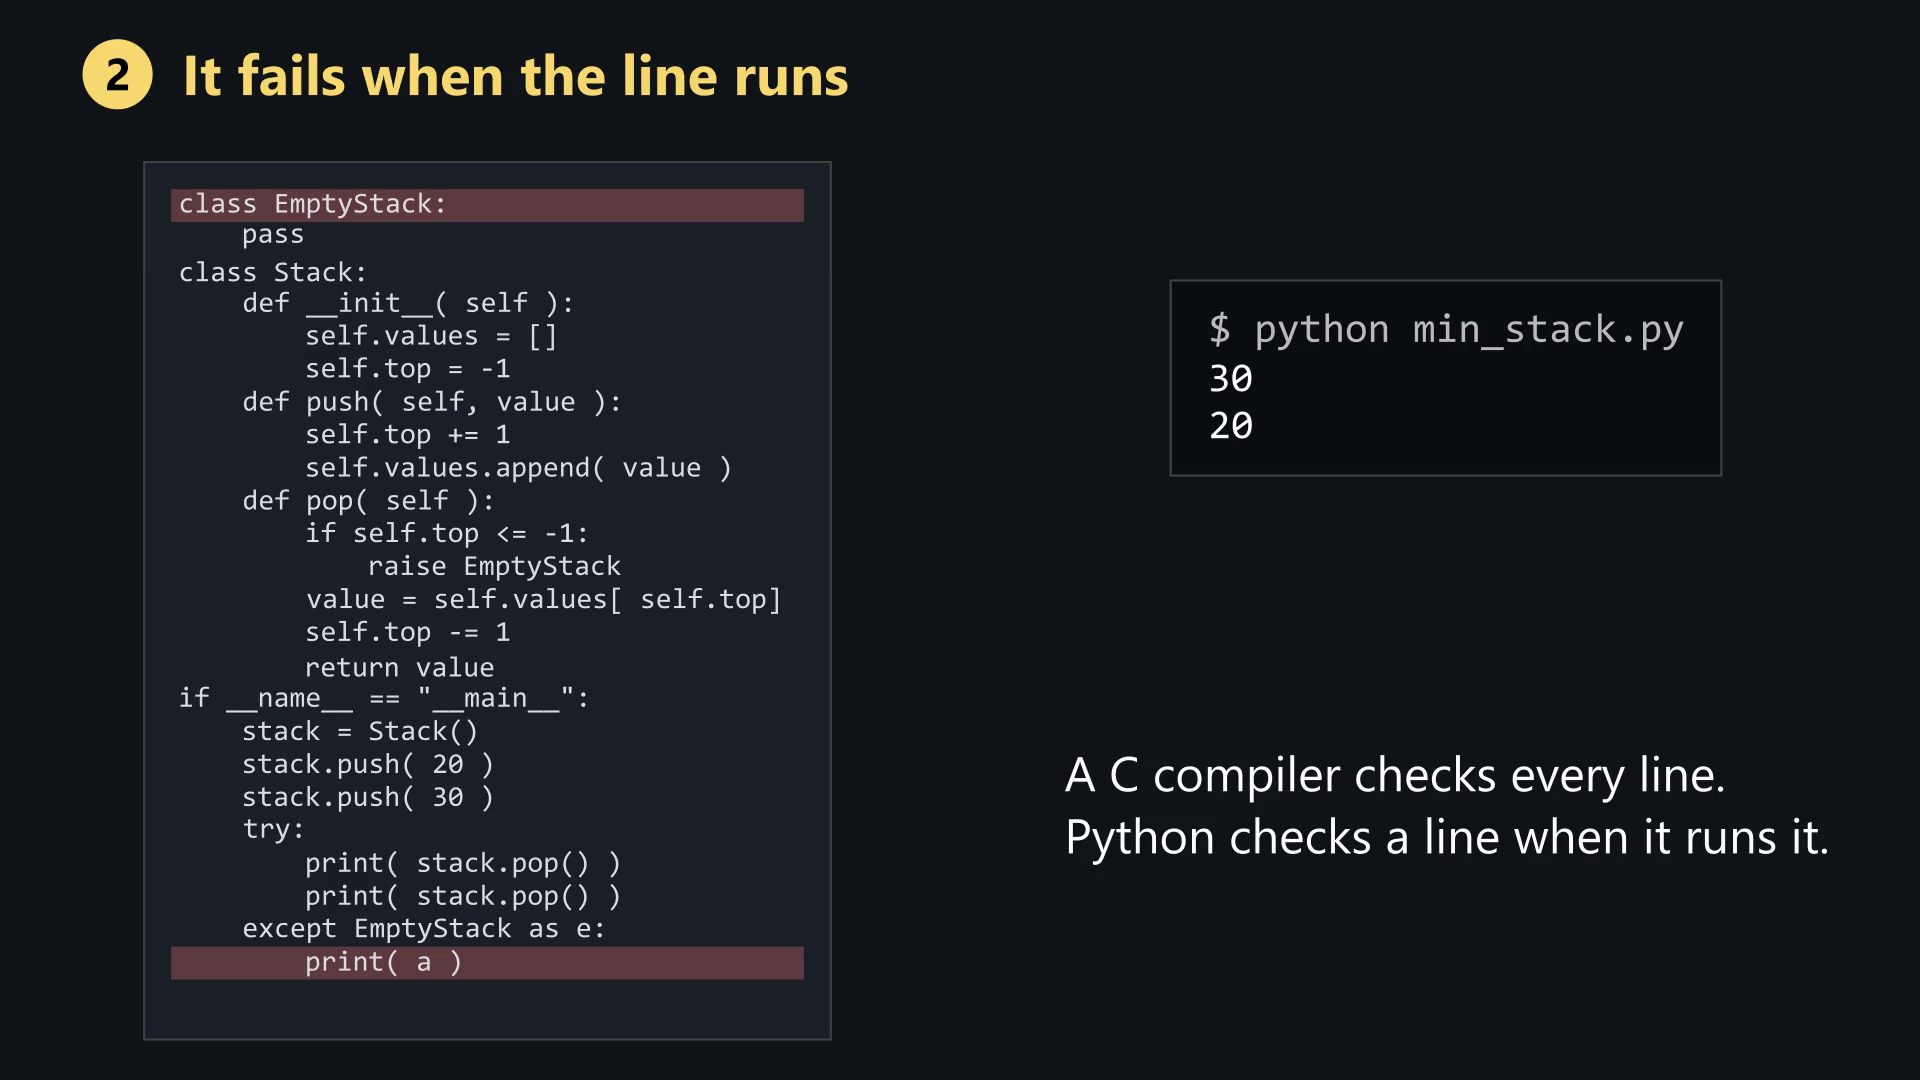 2 It fails when the line runs
class EmptyStack:
    pass
class Stack:
    def __init__( self ):
        self.values = []
        self.top = -1
    def push( self, value ):
        self.top += 1
        self.values.append( value )
    def pop( self ):
        if self.top <= -1:
            raise EmptyStack
        value = self.values[ self.top]
        self.top -= 1
        return value
if __name__ == "__main__":
    stack = Stack()
    stack.push( 20 )
    stack.push( 30 )
    try:
        print( stack.pop() )
        print( stack.pop() )
    except EmptyStack as e:
        print( a )
$ python min_stack.py
30
20
A C compiler checks every line.
Python checks a line when it runs it.